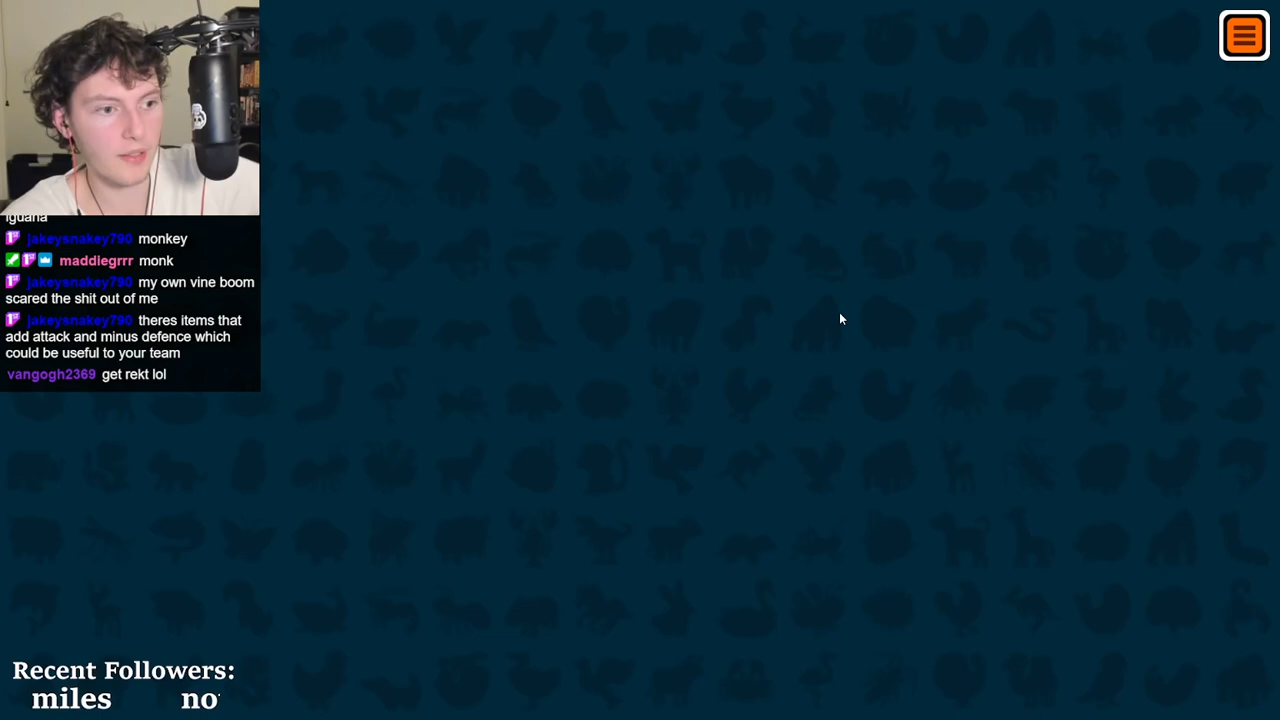 iguana
jakeysnakey790 monkey
maddlegrrr monk
jakeysnakey790 my own vine boom
scared the shit out of me
jakeysnakey790 theres items that
add attack and minus defence which
could be useful to your team
vangogh2369 get rekt lol
Recent Followers:
miles no